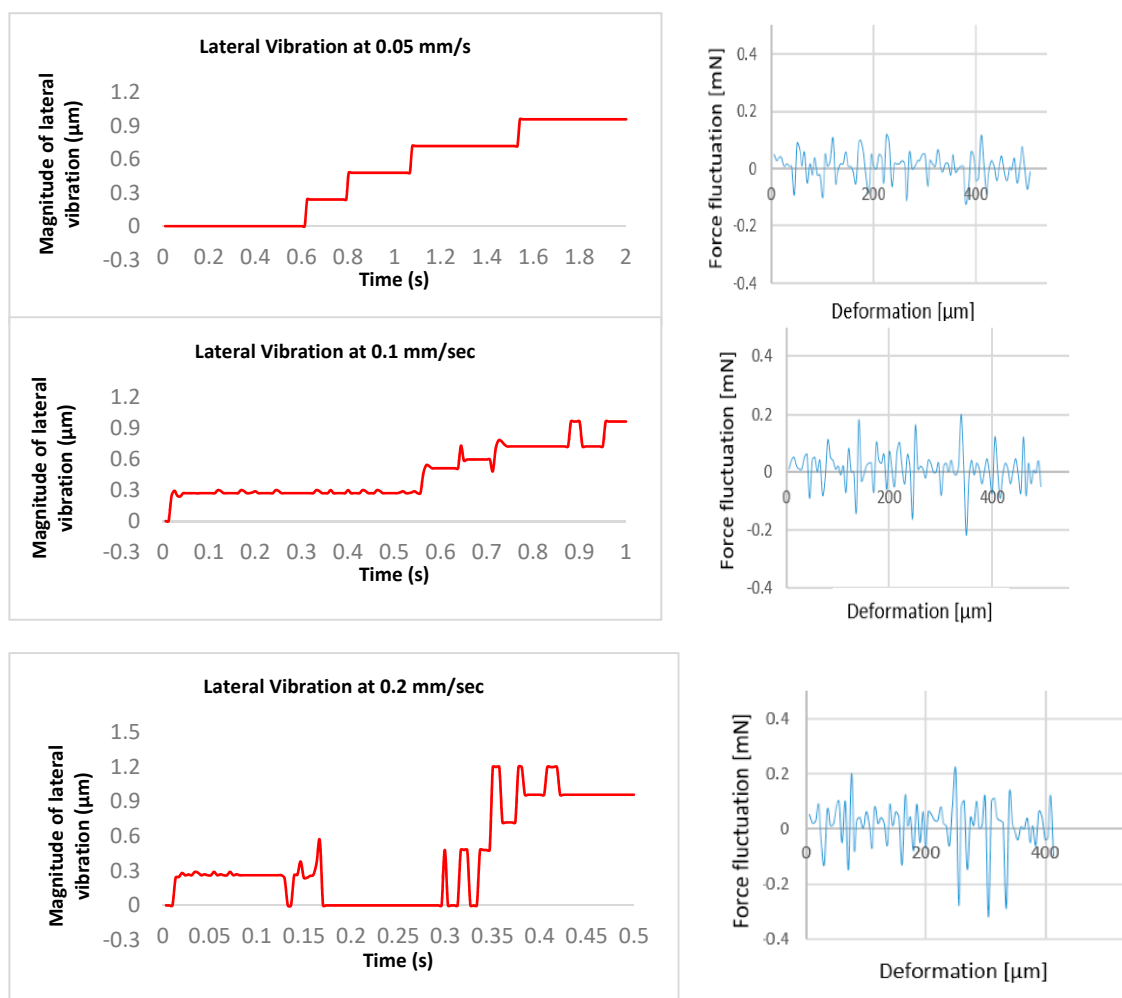 Lateral Vibration at 0.05 mm/s
Magnitude of lateral
vibration (µm)
1.2
0.9
0.6
0.3
0
-0.3
0 0.2 0.4 0.6 0.8 1 1.2 1.4 1.6 1.8 2
Time (s)
Force fluctuation [mN]
0.4
0.2
0
-0.2
-0.4
0 200 400
Deformation [µm]
Lateral Vibration at 0.1 mm/sec
Magnitude of lateral
vibration (µm)
1.2
0.9
0.6
0.3
0
-0.3
0 0.1 0.2 0.3 0.4 0.5 0.6 0.7 0.8 0.9 1
Time (s)
Force fluctuation [mN]
0.4
0.2
0
-0.2
-0.4
0 200 400
Deformation [µm]
Lateral Vibration at 0.2 mm/sec
Magnitude of lateral
vibration (µm)
1.5
1.2
0.9
0.6
0.3
0
-0.3
0 0.05 0.1 0.15 0.2 0.25 0.3 0.35 0.4 0.45 0.5
Time (s)
Force fluctuation [mN]
0.4
0.2
0
-0.2
-0.4
0 200 400
Deformation [µm]